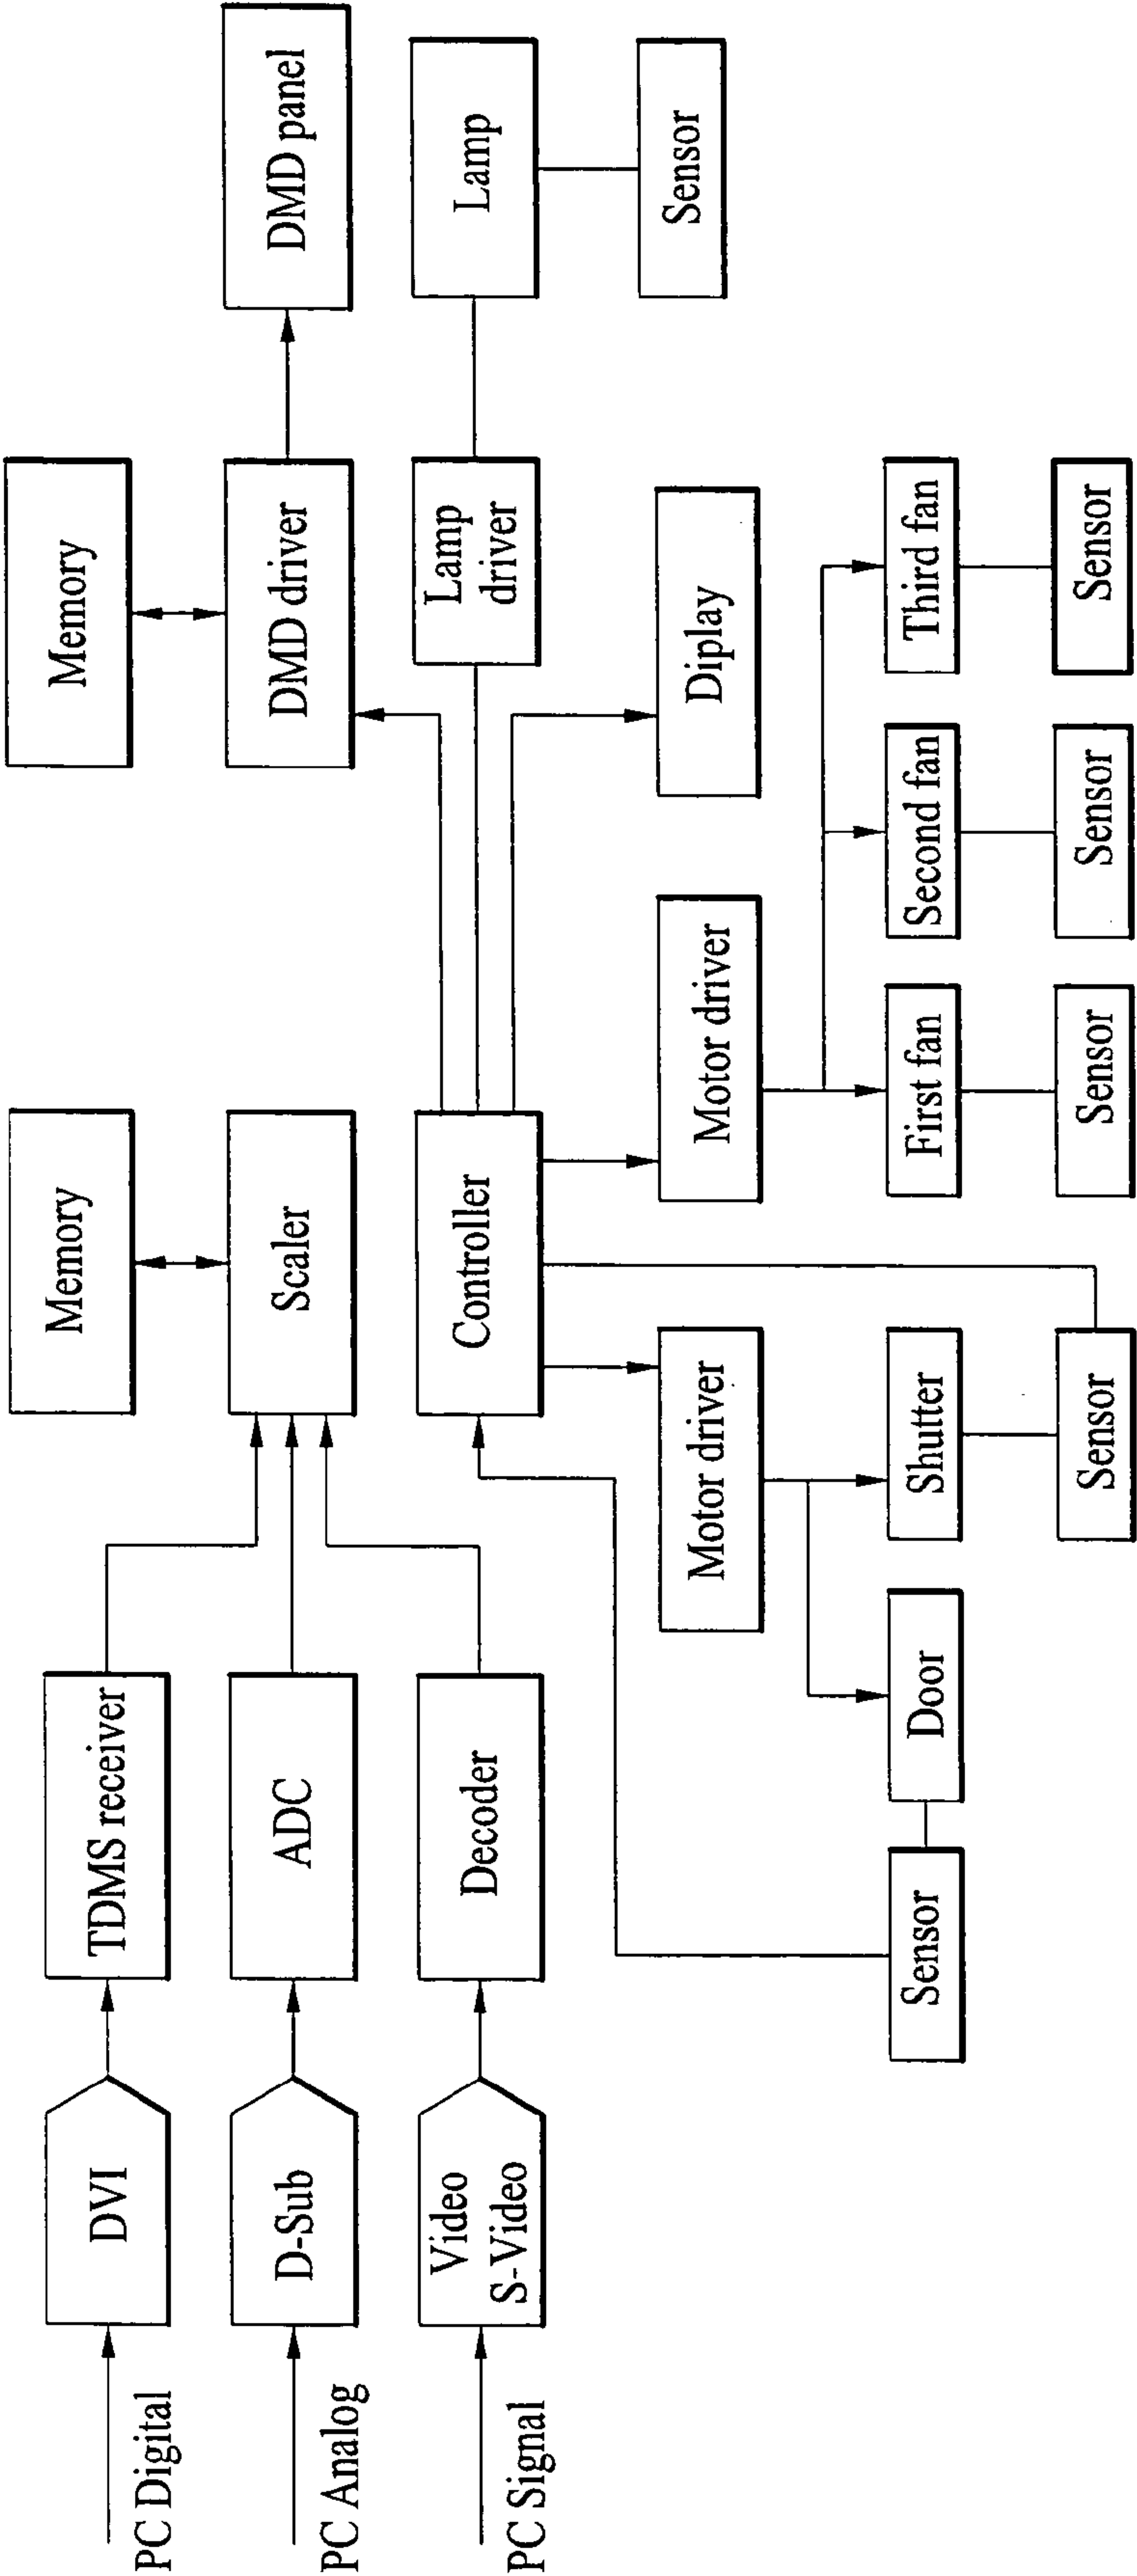 Memory
Memory
DMD panel
DVI
TDMS receiver
Scaler
DMD driver
PC Digital
D-Sub
ADC
PC Analog
Video
S-Video
Decoder
Controller
Lamp
driver
Lamp
PC Signal
Sensor
Motor driver
Motor driver
Diplay
Sensor
Door
Shutter
First fan
Second fan
Third fan
Sensor
Sensor
Sensor
Sensor